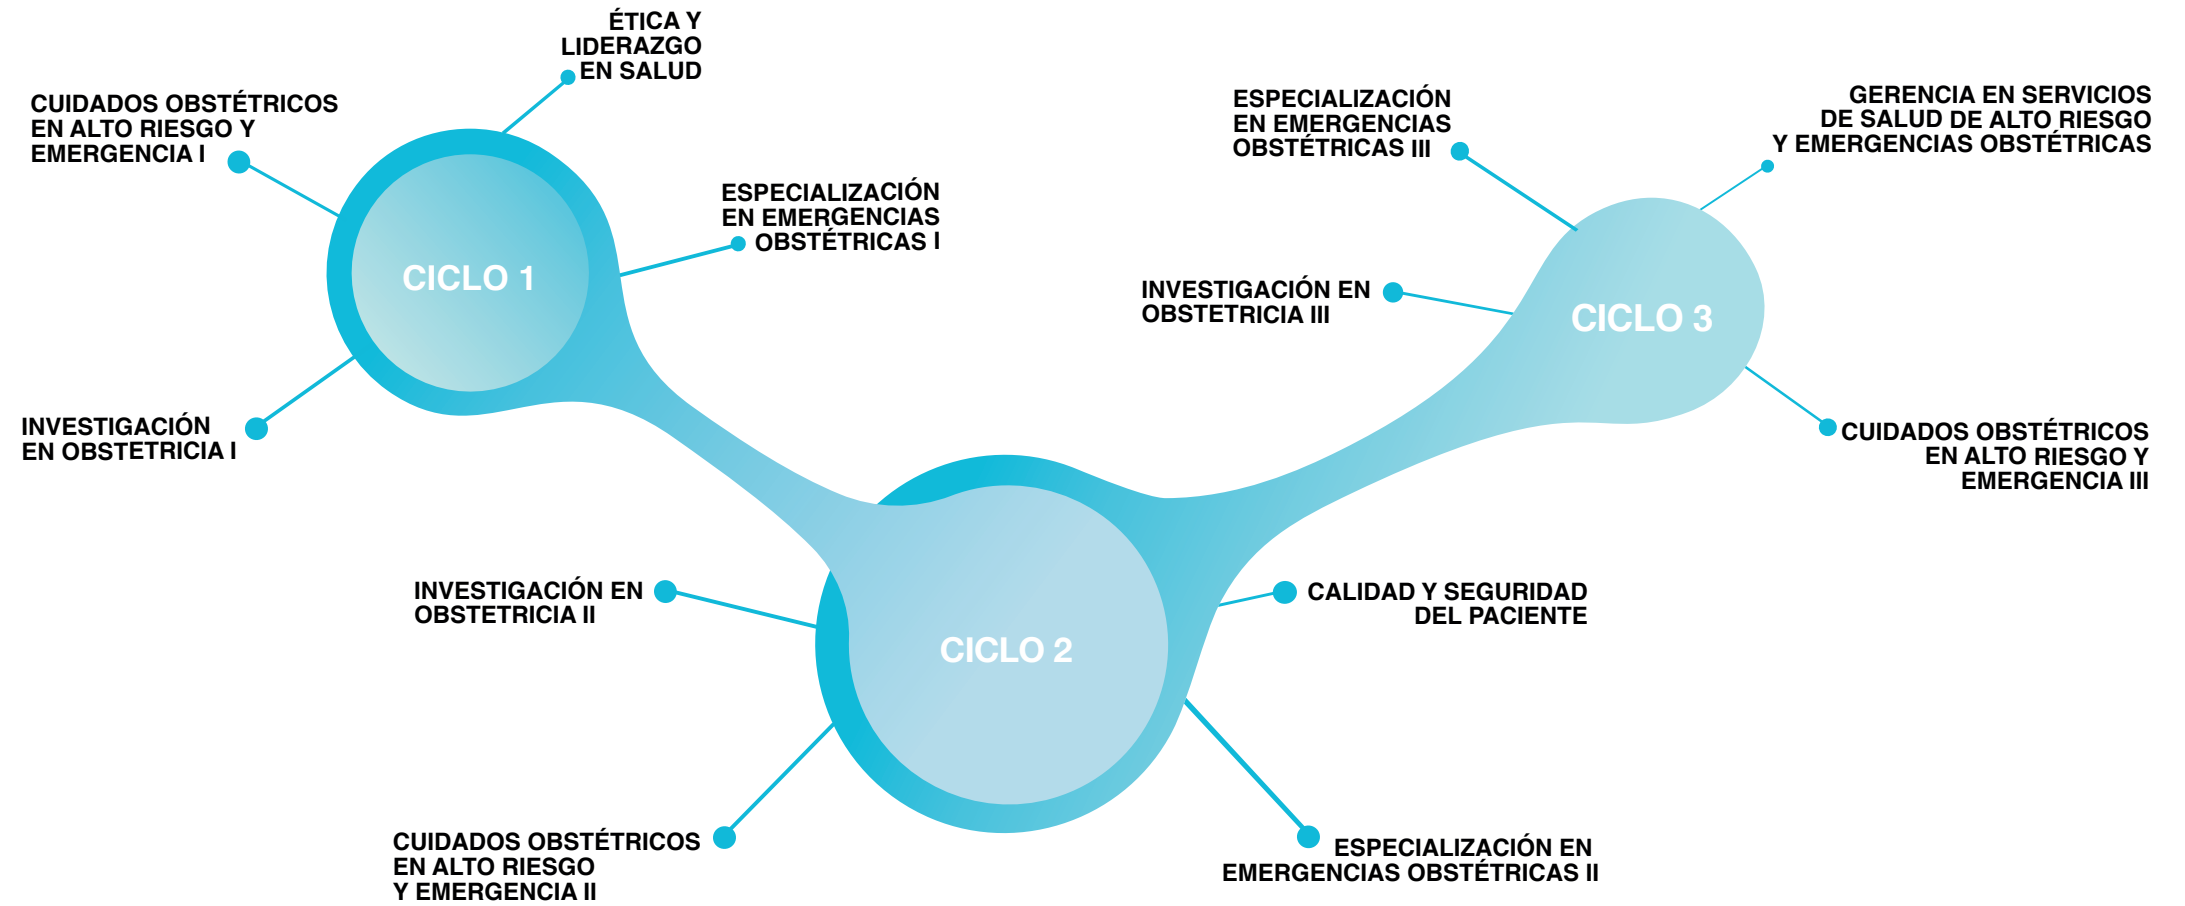 ÉTICA Y
LIDERAZGO
EN SALUD
CUIDADOS OBSTÉTRICOS
EN ALTO RIESGO Y
EMERGENCIA I
ESPECIALIZACIÓN
EN EMERGENCIAS
OBSTÉTRICAS I
CICLO 1
INVESTIGACIÓN
EN OBSTETRICIA I
INVESTIGACIÓN EN
OBSTETRICIA II
CICLO 2
CALIDAD Y SEGURIDAD
DEL PACIENTE
CUIDADOS OBSTÉTRICOS
EN ALTO RIESGO
Y EMERGENCIA II
ESPECIALIZACIÓN EN
EMERGENCIAS OBSTÉTRICAS II
ESPECIALIZACIÓN
EN EMERGENCIAS
OBSTÉTRICAS III
GERENCIA EN SERVICIOS
DE SALUD DE ALTO RIESGO
Y EMERGENCIAS OBSTÉTRICAS
INVESTIGACIÓN EN
OBSTETRICIA III
CICLO 3
CUIDADOS OBSTÉTRICOS
EN ALTO RIESGO Y
EMERGENCIA III